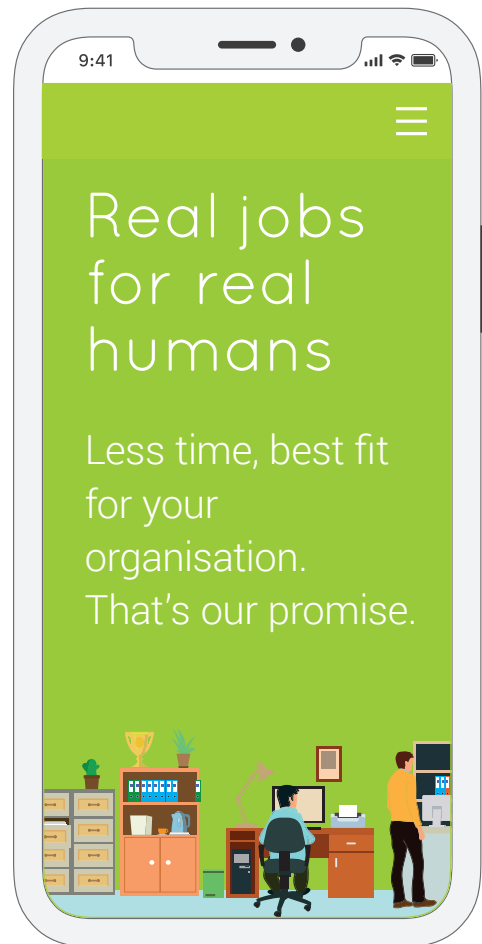 9:41
Real jobs
for real
humans
Less time, best fit
for your
organisation.
That's our promise.